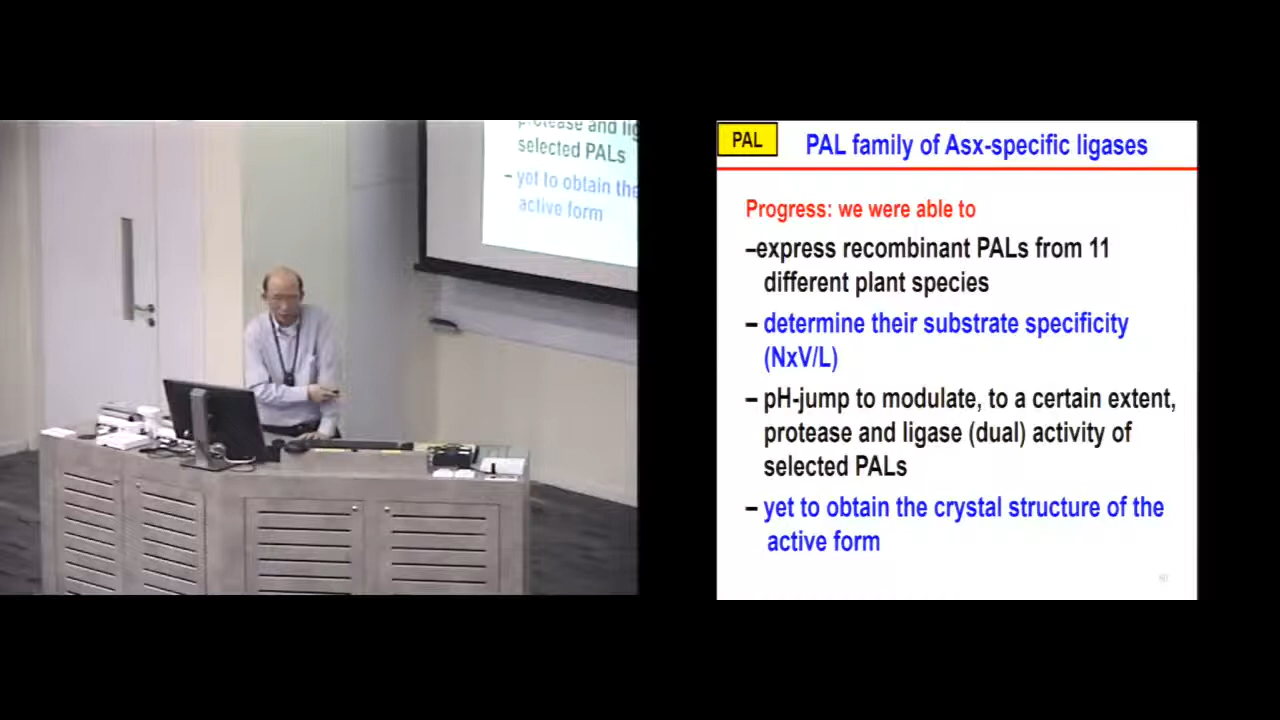 protease and lig
selected PALs
– yet to obtain the
active form
PAL
PAL family of Asx-specific ligases
Progress: we were able to
–express recombinant PALs from 11
different plant species
– determine their substrate specificity
(NxV/L)
– pH-jump to modulate, to a certain extent,
protease and ligase (dual) activity of
selected PALs
– yet to obtain the crystal structure of the
active form